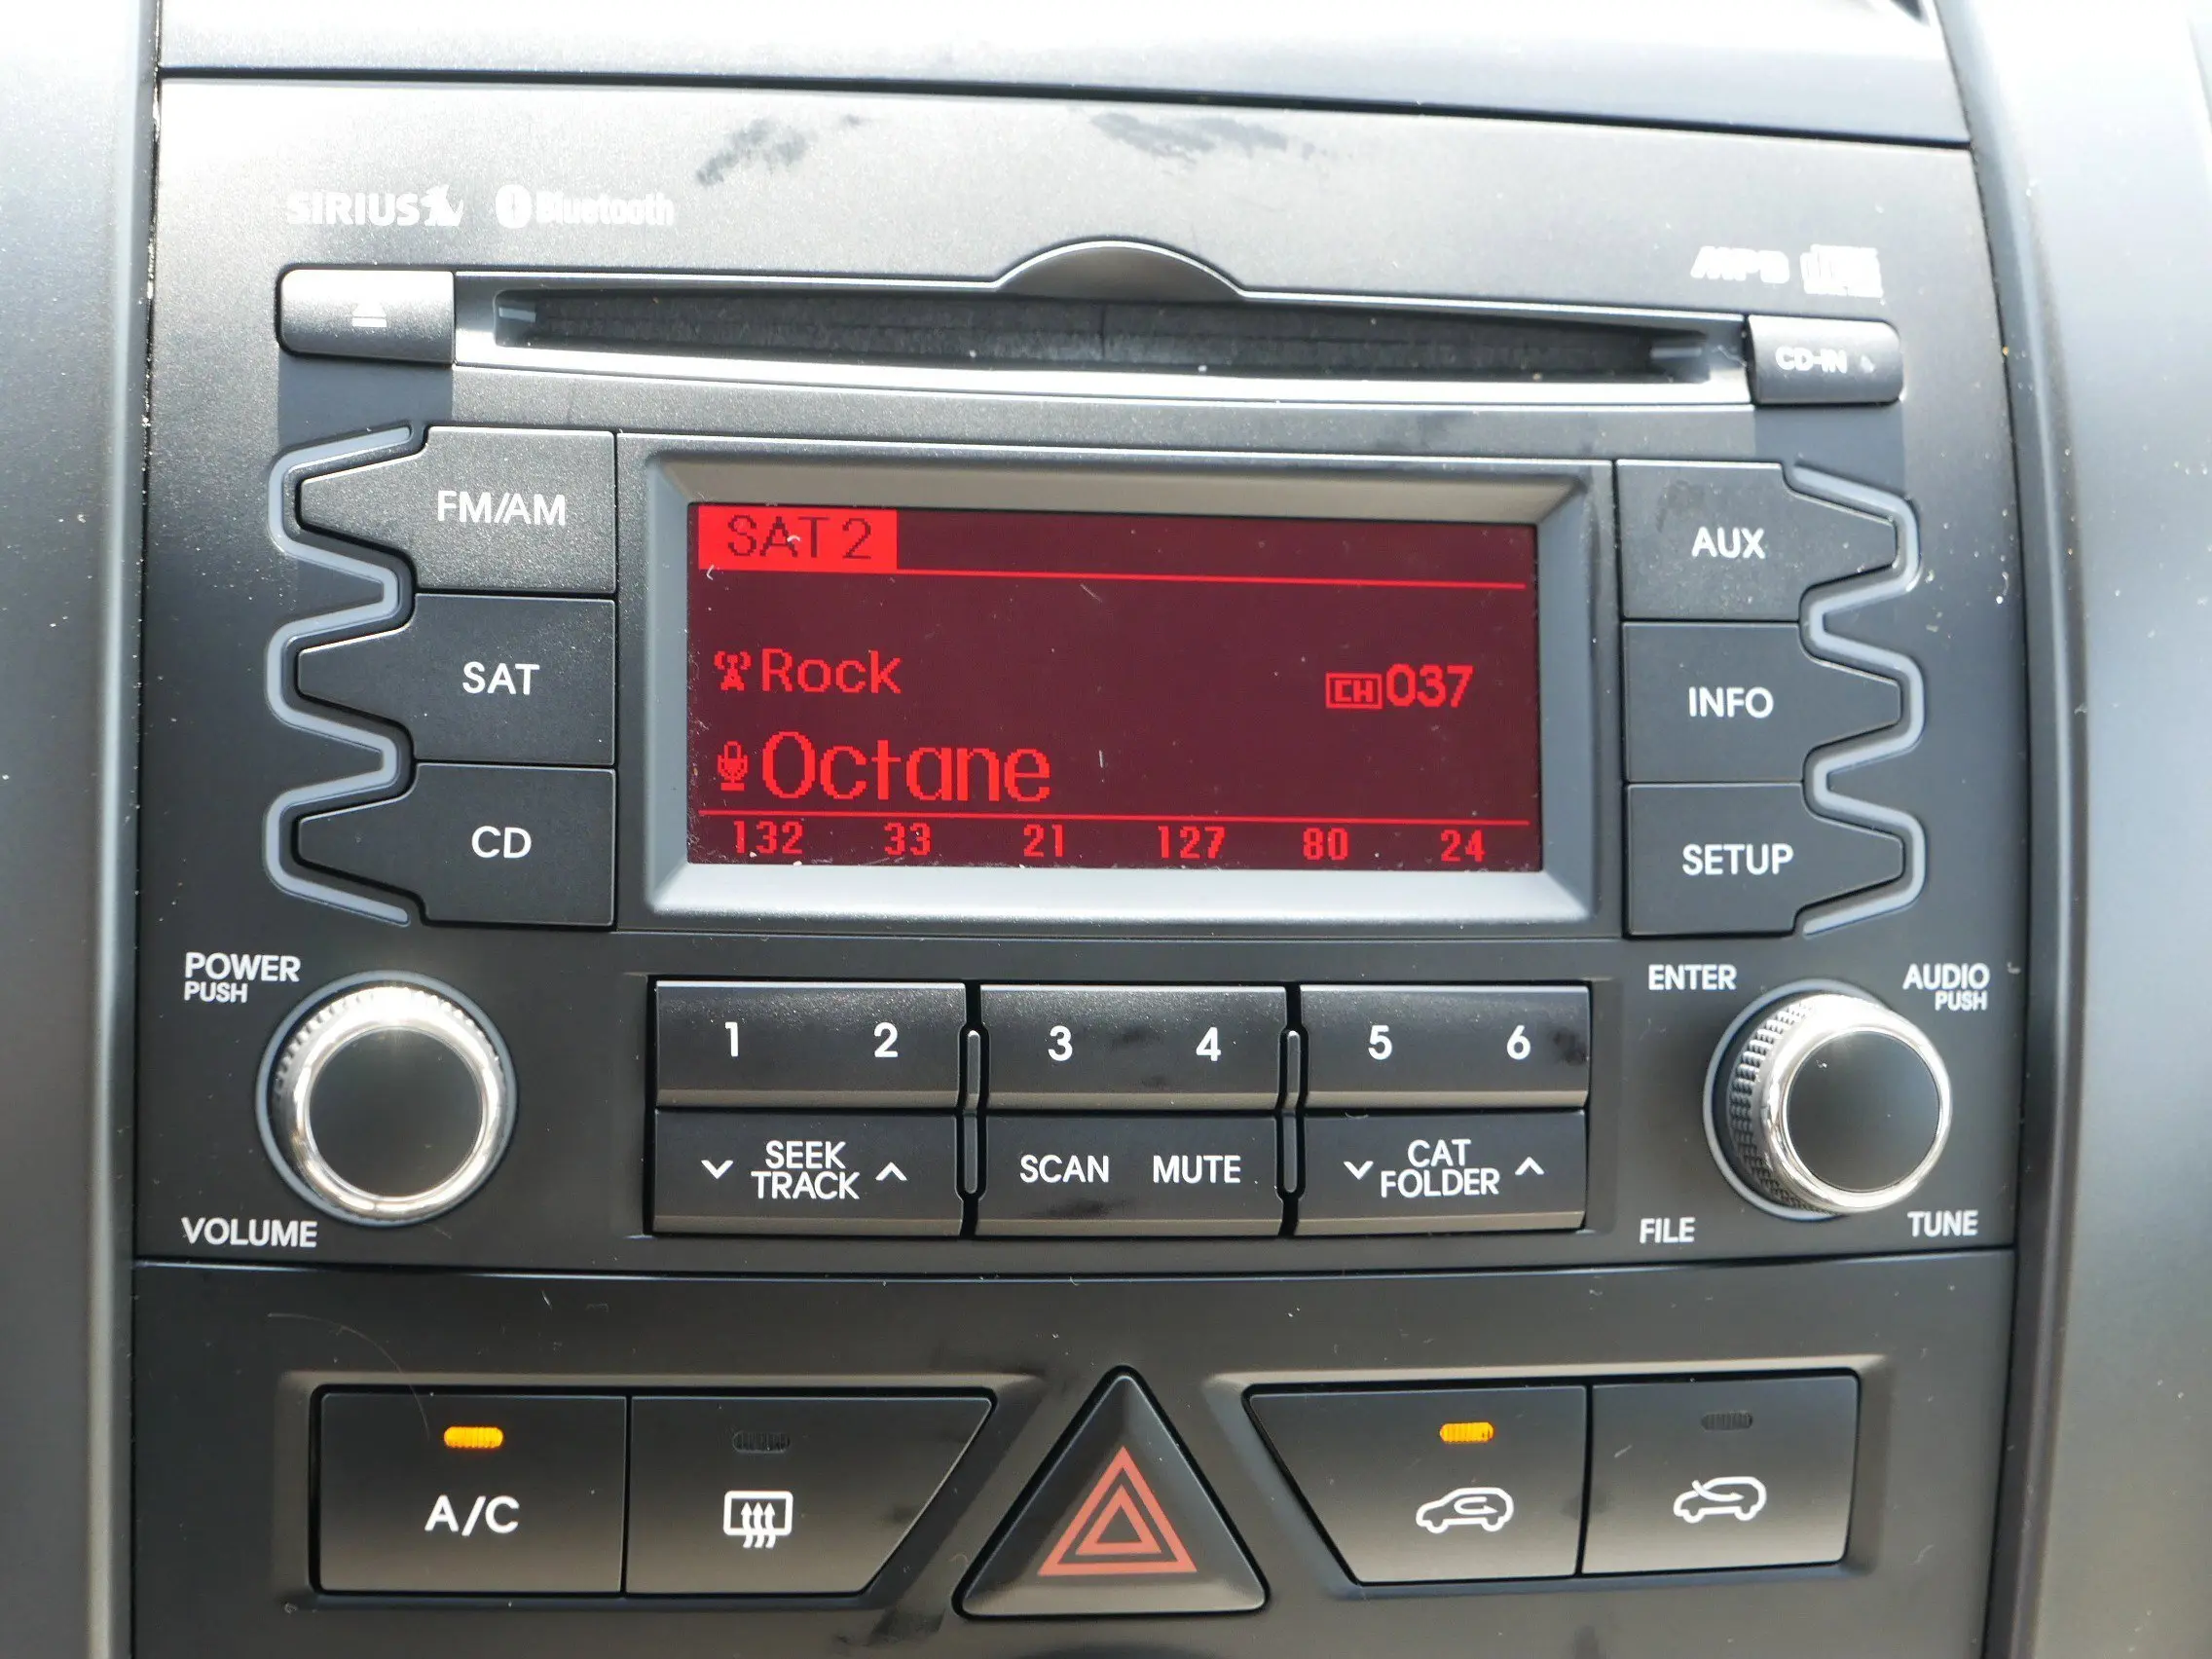 SIRIUS Bluetooth
MP3
CD-IN
FM/AM
SAT
CD
SAT 2
Rock
CH 037
Octane
132 33 21 127 80 24
AUX
INFO
SETUP
POWER
PUSH
VOLUME
1 2 3 4 5 6
SEEK
TRACK
SCAN MUTE
CAT
FOLDER
ENTER
AUDIO
PUSH
FILE
TUNE
A/C